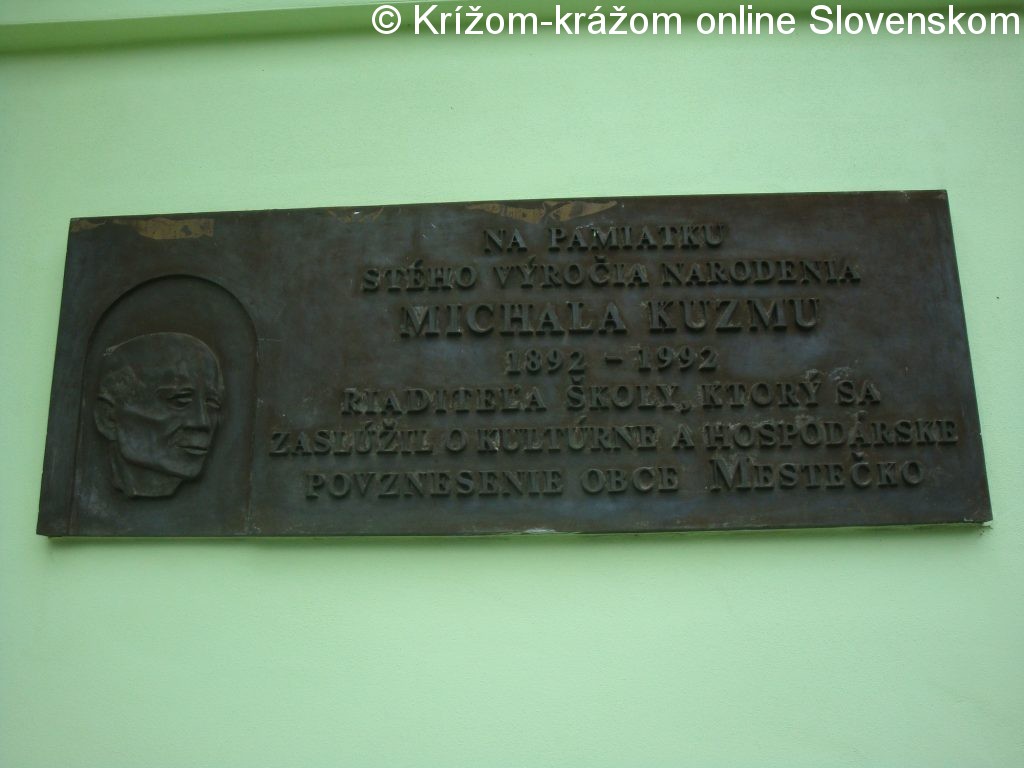 © Krížom-krážom online Slovenskom
NA PAMIATKU
STÉHO VÝROČIA NARODENIA
MICHALA KUZMU
1892 - 1992
RIADITEĽA ŠKOLY, KTORÝ SA
ZASLÚŽIL O KULTÚRNE A HOSPODÁRSKE
POVZNESENIE OBCE MESTEČKO